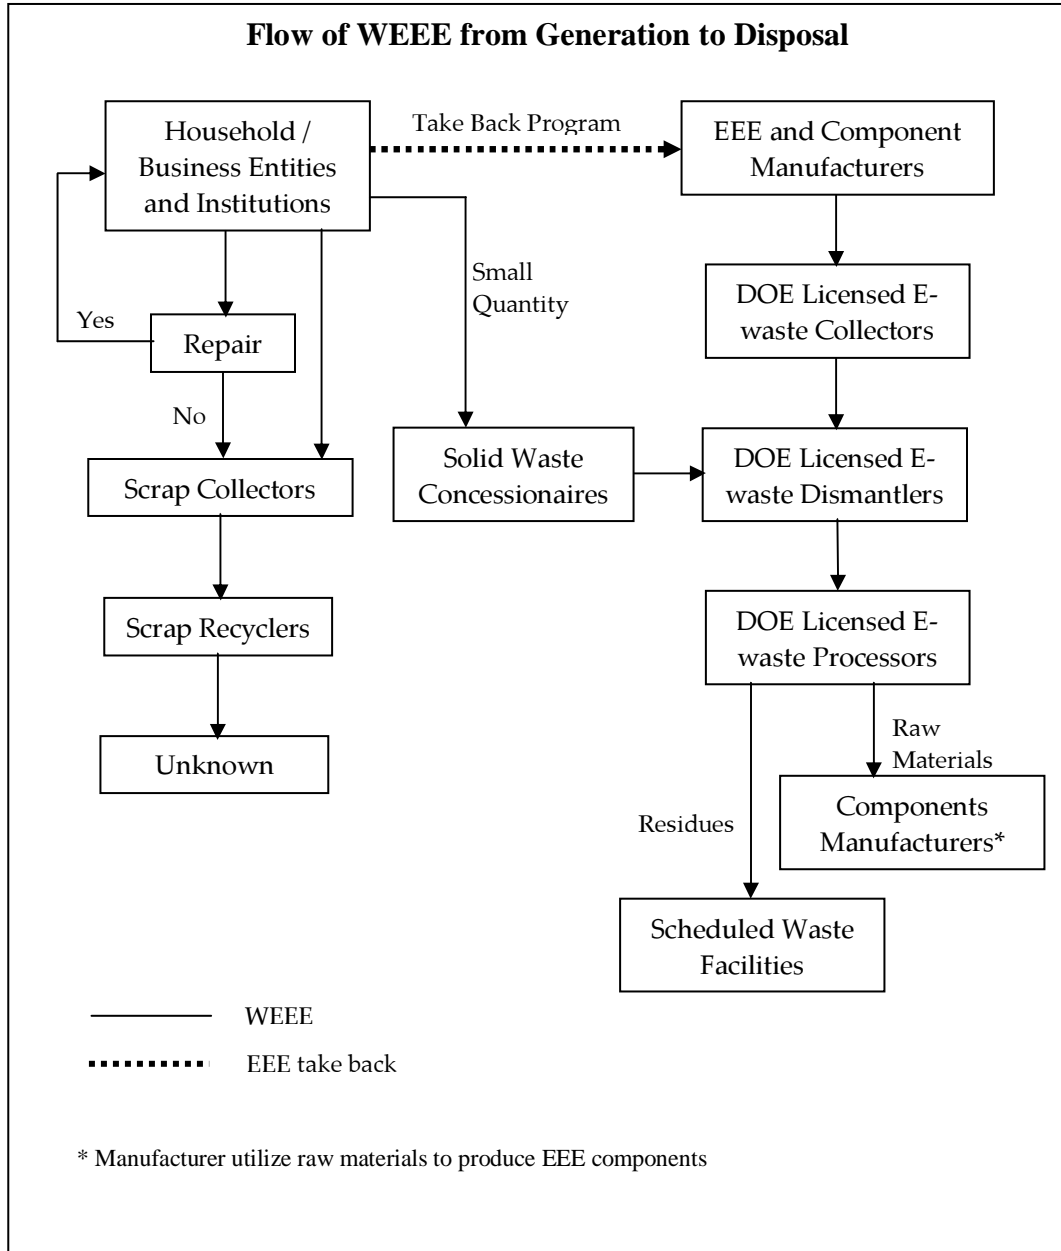 Flow of WEEE from Generation to Disposal
Household /
Business Entities
and Institutions
Take Back Program
EEE and Component
Manufacturers
Small
Quantity
DOE Licensed E-
waste Collectors
Yes
Repair
No
Scrap Collectors
Solid Waste
Concessionaires
DOE Licensed E-
waste Dismantlers
Scrap Recyclers
DOE Licensed E-
waste Processors
Unknown
Raw
Materials
Residues
Components
Manufacturers*
Scheduled Waste
Facilities
WEEE
EEE take back
* Manufacturer utilize raw materials to produce EEE components